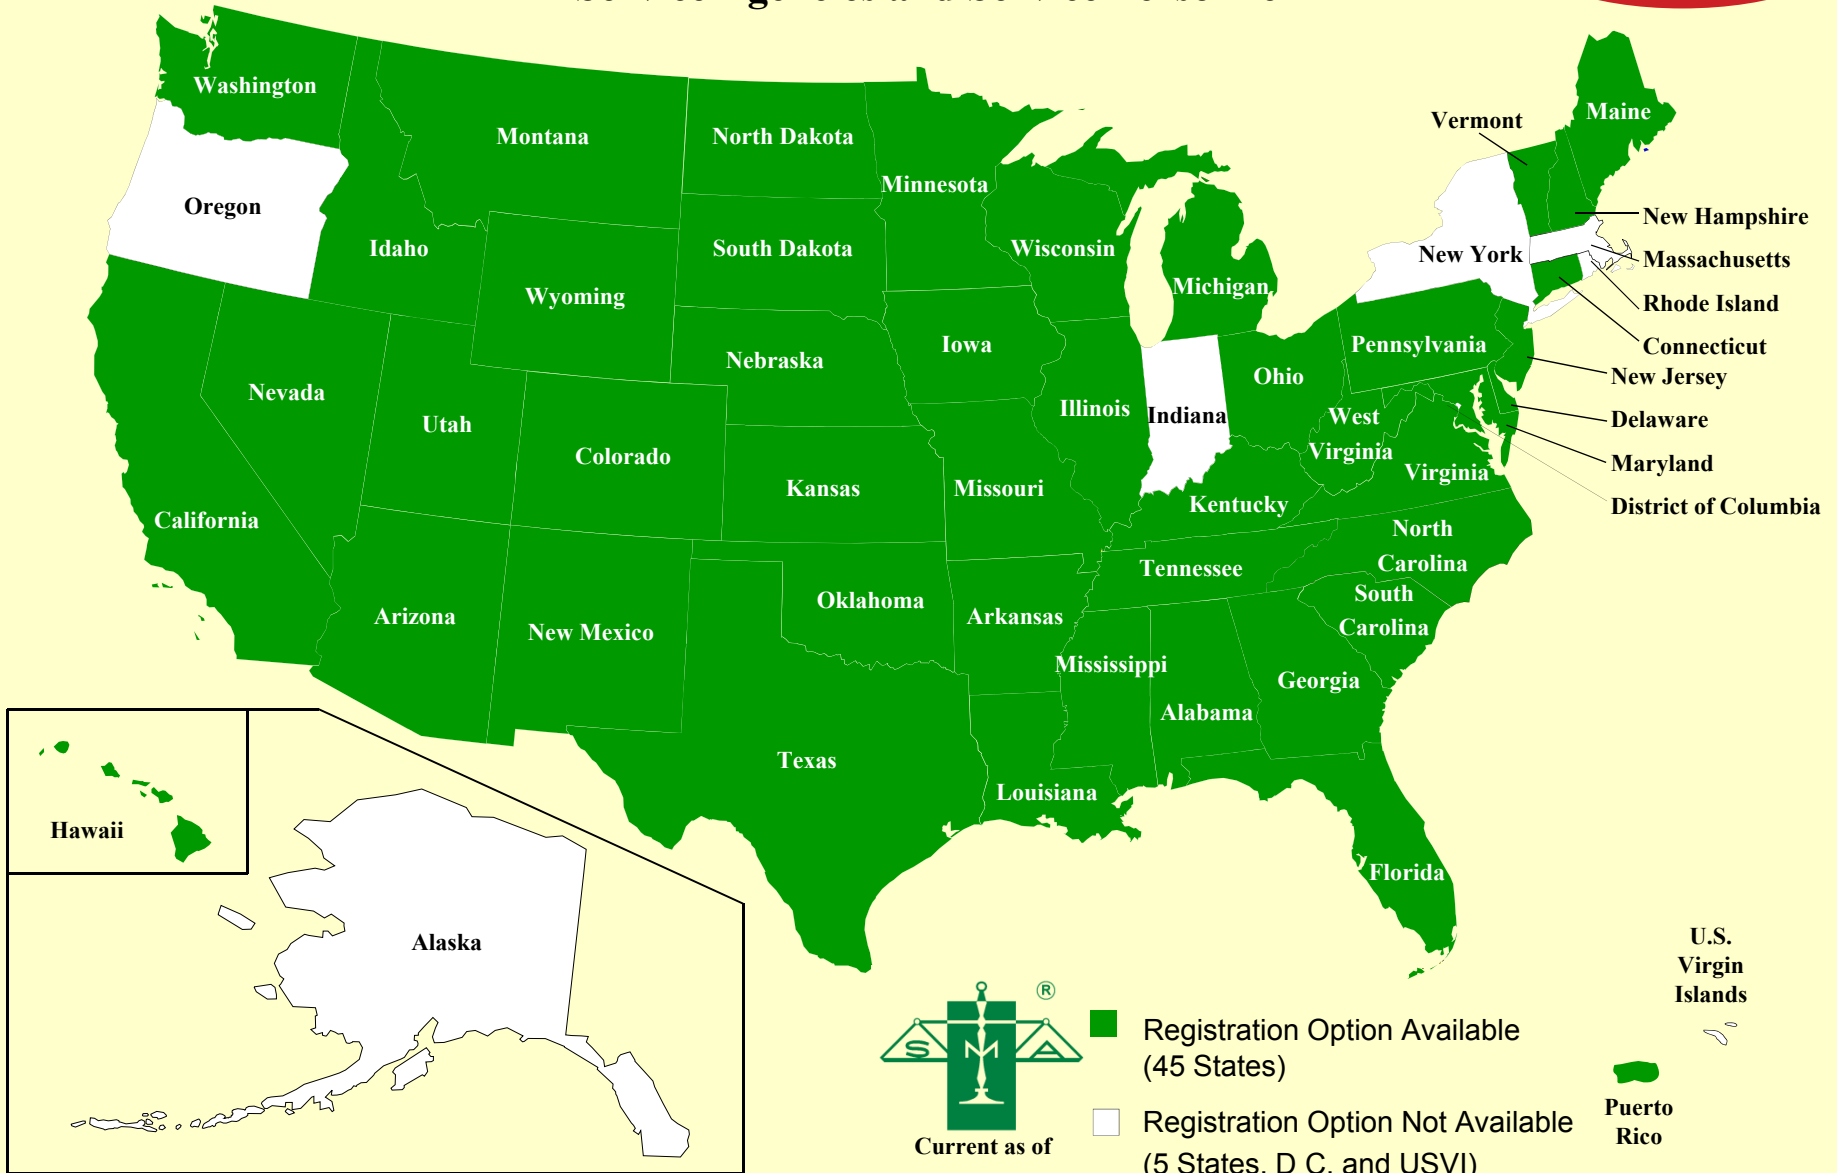 Washington
Montana
North Dakota
Minnesota
Vermont
Maine
Oregon
Idaho
South Dakota
Wisconsin
Michigan
New York
New Hampshire
Massachusetts
Rhode Island
Connecticut
Wyoming
Nebraska
Iowa
Pennsylvania
New Jersey
Nevada
Utah
Colorado
Illinois
Indiana
Ohio
West
Virginia
Virginia
Delaware
Maryland
District of Columbia
California
Kansas
Missouri
Kentucky
North
Carolina
Tennessee
South
Carolina
Arizona
New Mexico
Oklahoma
Arkansas
Mississippi
Alabama
Georgia
Texas
Louisiana
Florida
Hawaii
Alaska
U.S.
Virgin
Islands
Puerto
Rico
®
S M A
Current as of
Registration Option Available
(45 States)
Registration Option Not Available
(5 States, D C, and USVI)